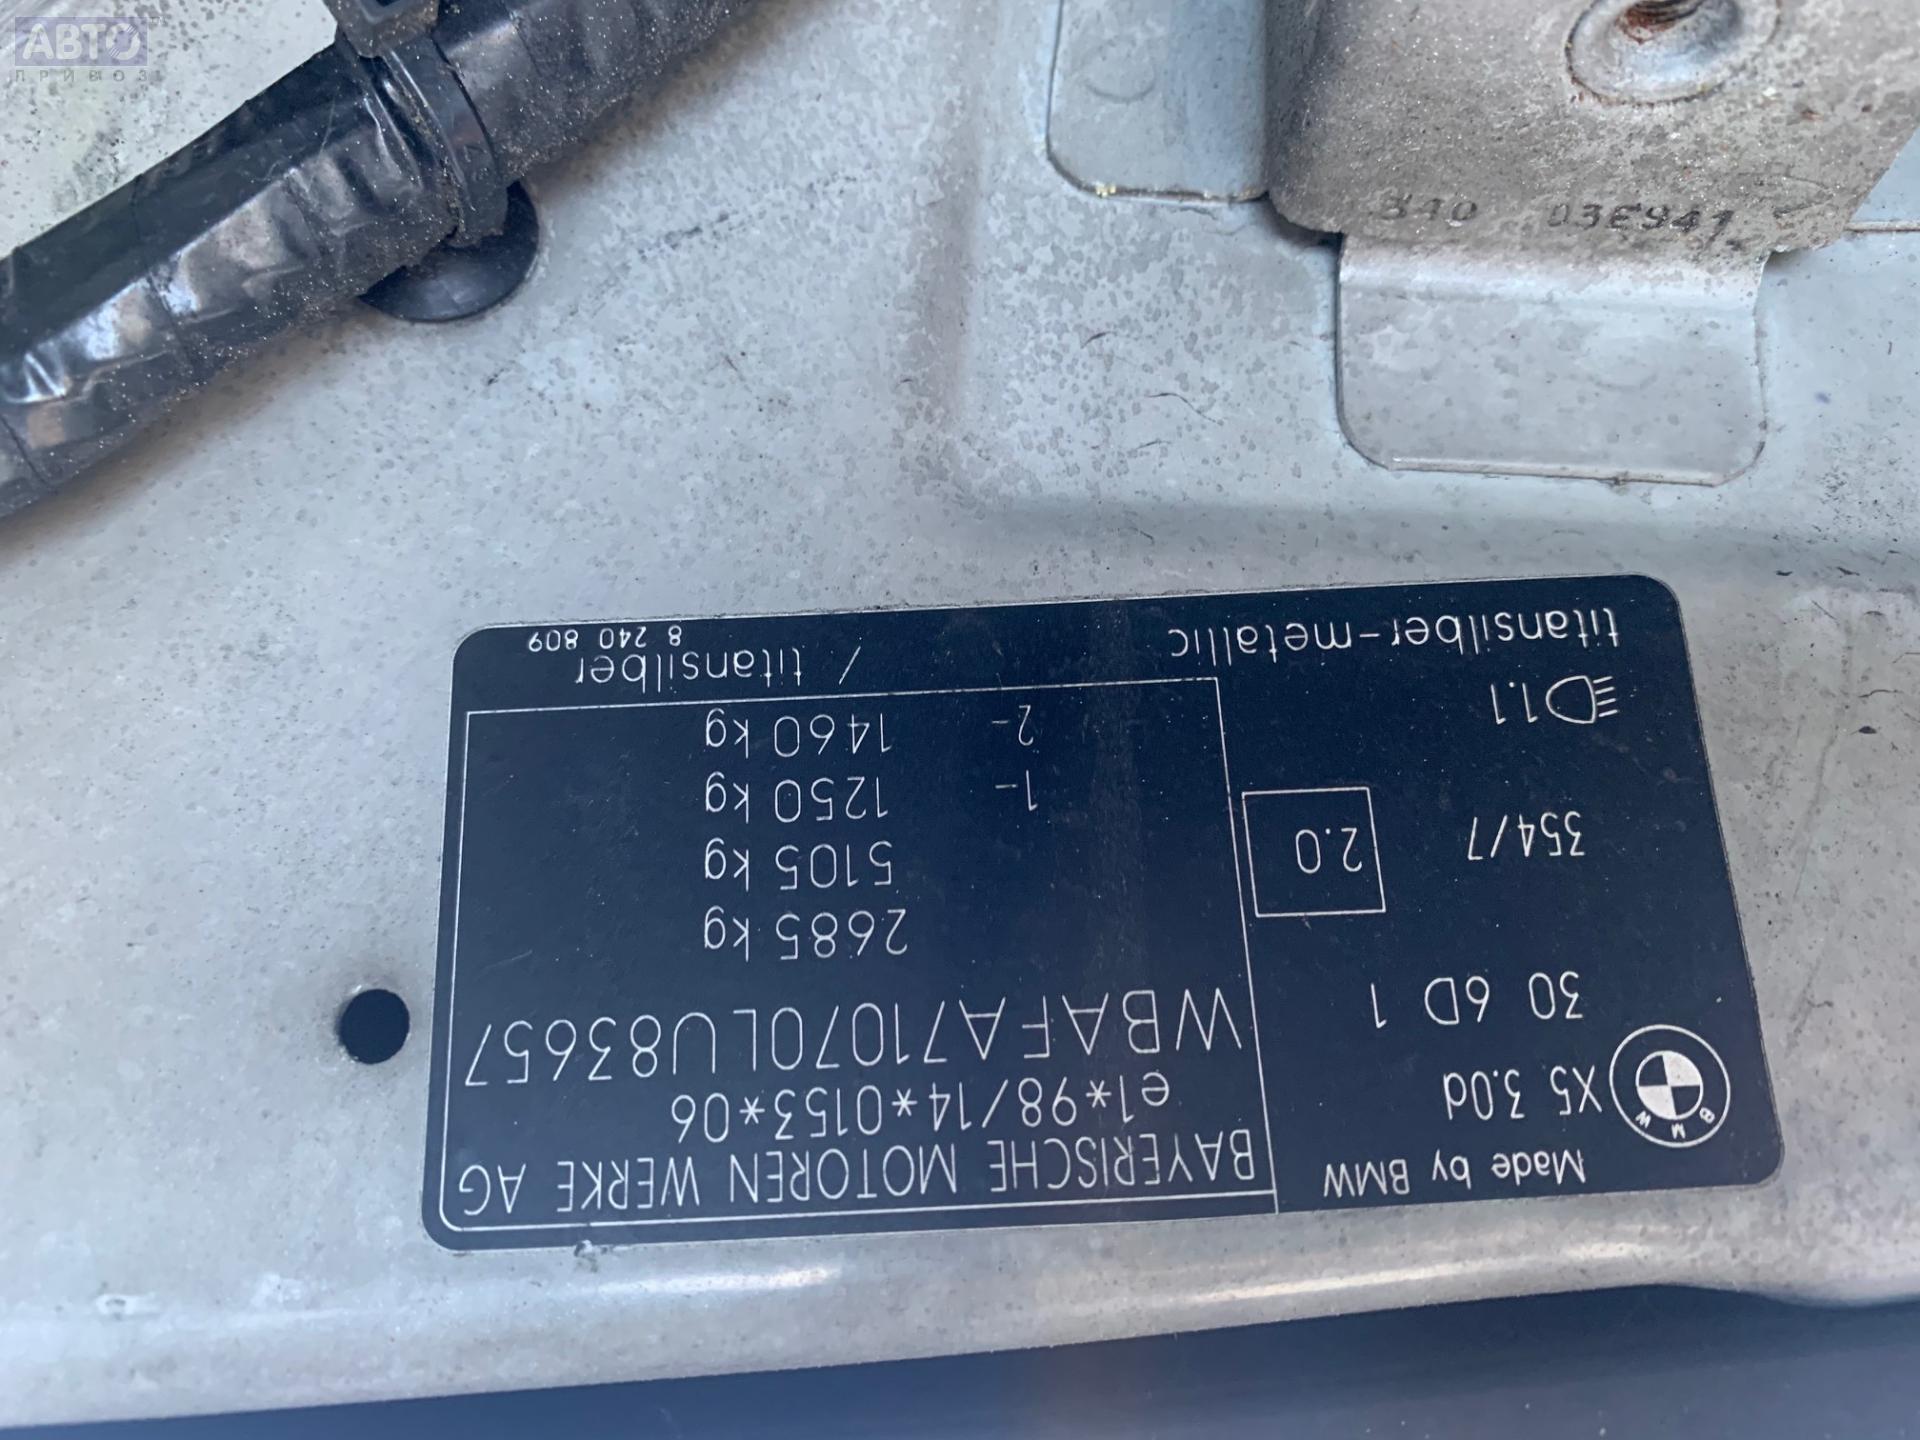 АВТО
ПРИВОЗ
340 03E941
Made by BMW
BMW
X5 3.0d
30 6D 1
354/7 2.0
1.1
titansilber-metallic / titansilber
8 240 809
BAYERISCHE MOTOREN WERKE AG
e1*98/14*0153*06
WBAFA71070LU83657
2685 kg
5105 kg
1- 1250 kg
2- 1460 kg